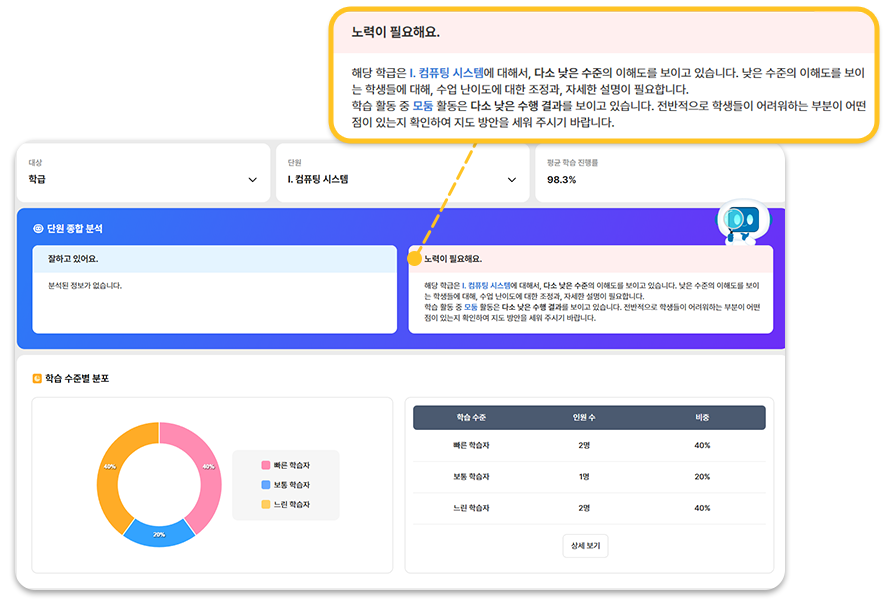 노력이 필요해요.
해당 학급은 I. 컴퓨팅 시스템에 대해서, 다소 낮은 수준의 이해도를 보이고 있습니다. 낮은 수준의 이해도를 보이
는 학생들에 대해, 수업 난이도에 대한 조정과, 자세한 설명이 필요합니다.
학습 활동 중 모둠 활동은 다소 낮은 수행 결과를 보이고 있습니다. 전반적으로 학생들이 어려워하는 부분이 어떤
점이 있는지 확인하여 지도 방안을 세워 주시기 바랍니다.
대상
학급
단원
I. 컴퓨팅 시스템
평균 학습 진행률
98.3%
단원 종합 분석
잘하고 있어요.
분석된 정보가 없습니다.
노력이 필요해요.
해당 학급은 I. 컴퓨팅 시스템에 대해서, 다소 낮은 수준의 이해도를 보이고 있습니다. 낮은 수준의 이해도를 보이
는 학생들에 대해, 수업 난이도에 대한 조정과, 자세한 설명이 필요합니다.
학습 활동 중 모둠 활동은 다소 낮은 수행 결과를 보이고 있습니다. 전반적으로 학생들이 어려워하는 부분이 어떤
점이 있는지 확인하여 지도 방안을 세워 주시기 바랍니다.
학습 수준별 분포
40%
40%
20%
빠른 학습자
보통 학습자
느린 학습자
학습 수준 인원 수 비중
빠른 학습자 2명 40%
보통 학습자 1명 20%
느린 학습자 2명 40%
상세 보기